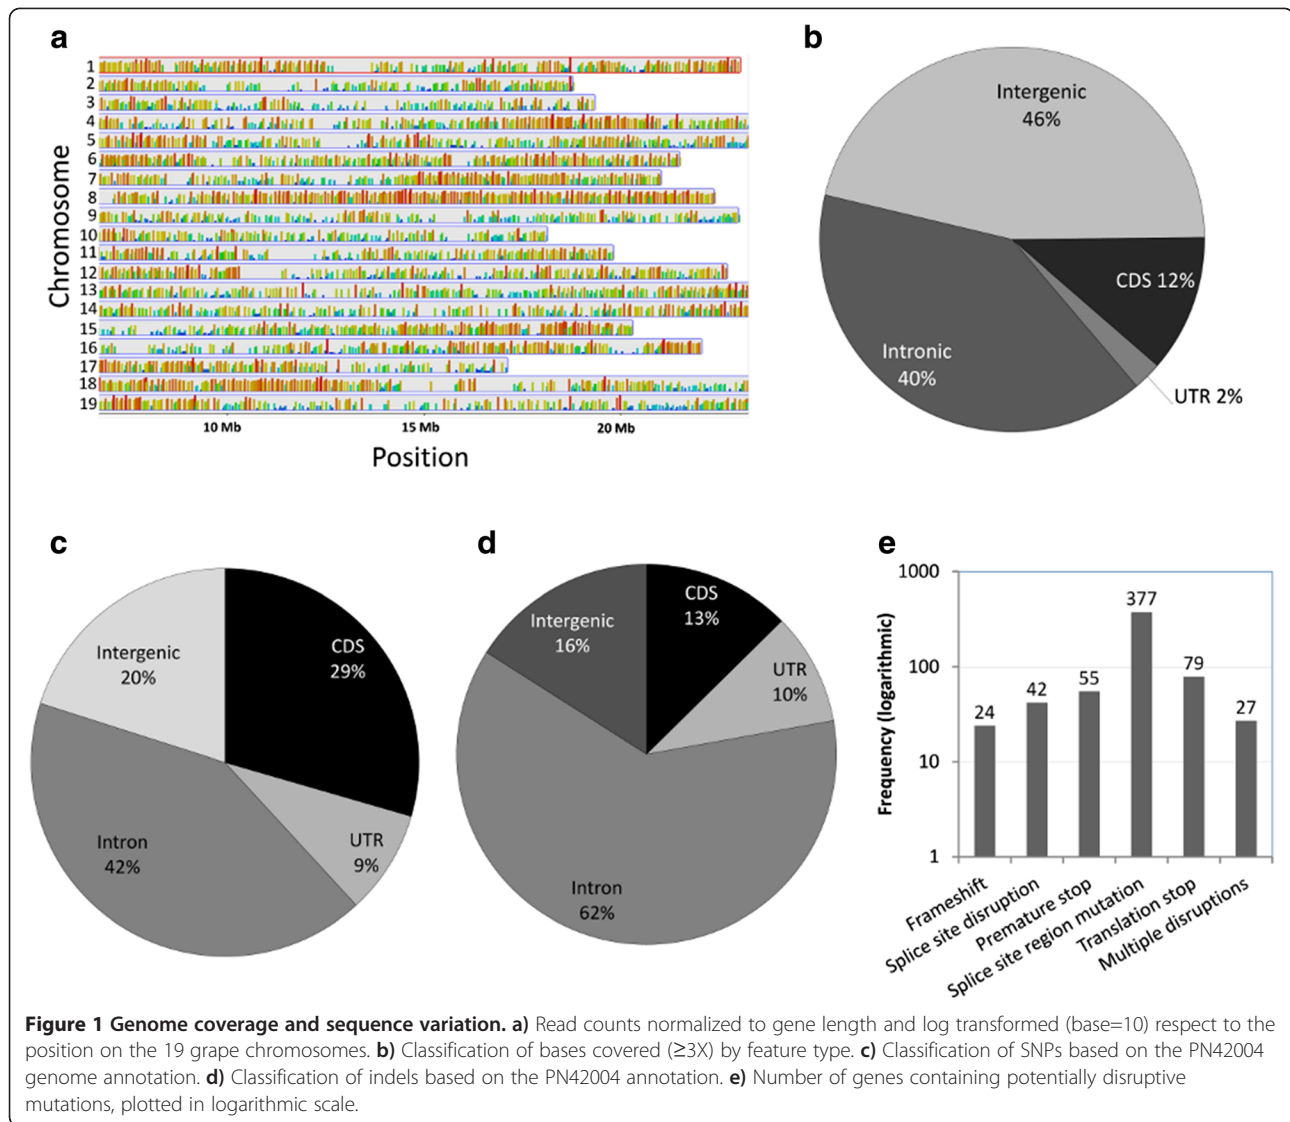 a
1
2
3
4
5
6
7
8
9
10
11
12
13
14
15
16
17
18
19
Chromosome
10 Mb 15 Mb 20 Mb
Position
b
Intergenic
46%
CDS 12%
Intronic
40%
UTR 2%
c
Intergenic
20%
CDS
29%
UTR
9%
Intron
42%
d
Intergenic
16%
CDS
13%
UTR
10%
Intron
62%
e
Frequency (logarithmic)
1000
100
10
1
24
42
55
377
79
27
Frameshift
Splice site disruption
Premature stop
Splice site region mutation
Translation stop
Multiple disruptions
Figure 1 Genome coverage and sequence variation. a) Read counts normalized to gene length and log transformed (base=10) respect to the
position on the 19 grape chromosomes. b) Classification of bases covered (≥3X) by feature type. c) Classification of SNPs based on the PN42004
genome annotation. d) Classification of indels based on the PN42004 annotation. e) Number of genes containing potentially disruptive
mutations, plotted in logarithmic scale.